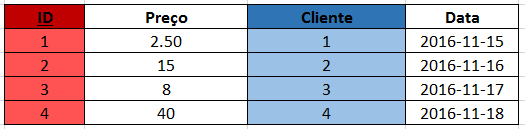 ID Preço Cliente Data
1 2.50 1 2016-11-15
2 15 2 2016-11-16
3 8 3 2016-11-17
4 40 4 2016-11-18